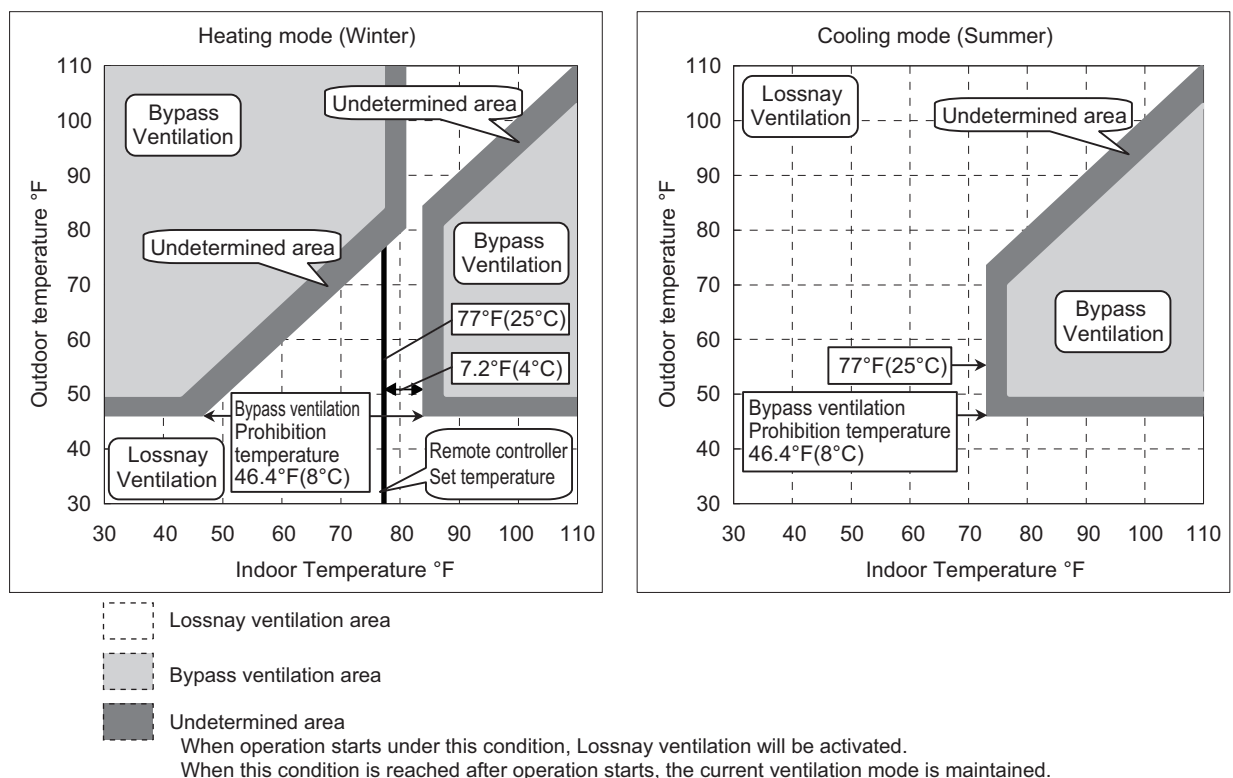 Heating mode (Winter)
110
100
90
80
70
60
50
40
30
Outdoor temperature °F
Bypass
Ventilation
Undetermined area
Undetermined area
Bypass
Ventilation
77°F(25°C)
7.2°F(4°C)
Bypass ventilation
Prohibition
temperature
46.4°F(8°C)
Lossnay
Ventilation
Remote controller
Set temperature
30 40 50 60 70 80 90 100 110
Indoor Temperature °F
Cooling mode (Summer)
110
100
90
80
70
60
50
40
30
Outdoor temperature °F
Lossnay
Ventilation
Undetermined area
Bypass
Ventilation
77°F(25°C)
Bypass ventilation
Prohibition temperature
46.4°F(8°C)
30 40 50 60 70 80 90 100 110
Indoor Temperature °F
Lossnay ventilation area
Bypass ventilation area
Undetermined area
When operation starts under this condition, Lossnay ventilation will be activated.
When this condition is reached after operation starts, the current ventilation mode is maintained.